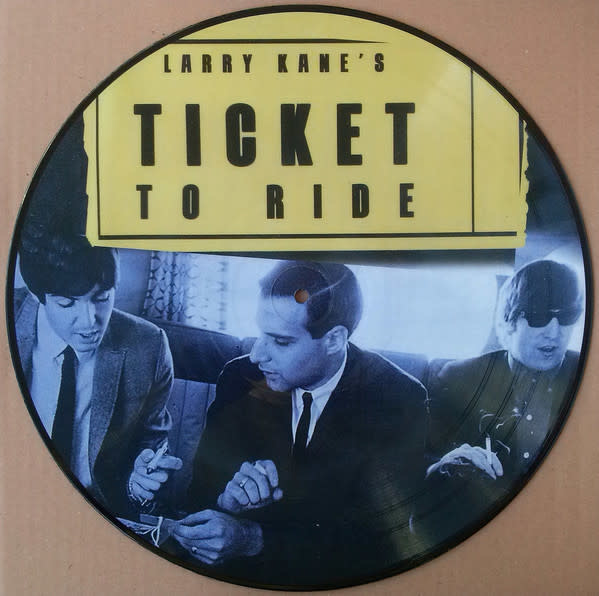 LARRY KANE'S
TICKET
TO RIDE